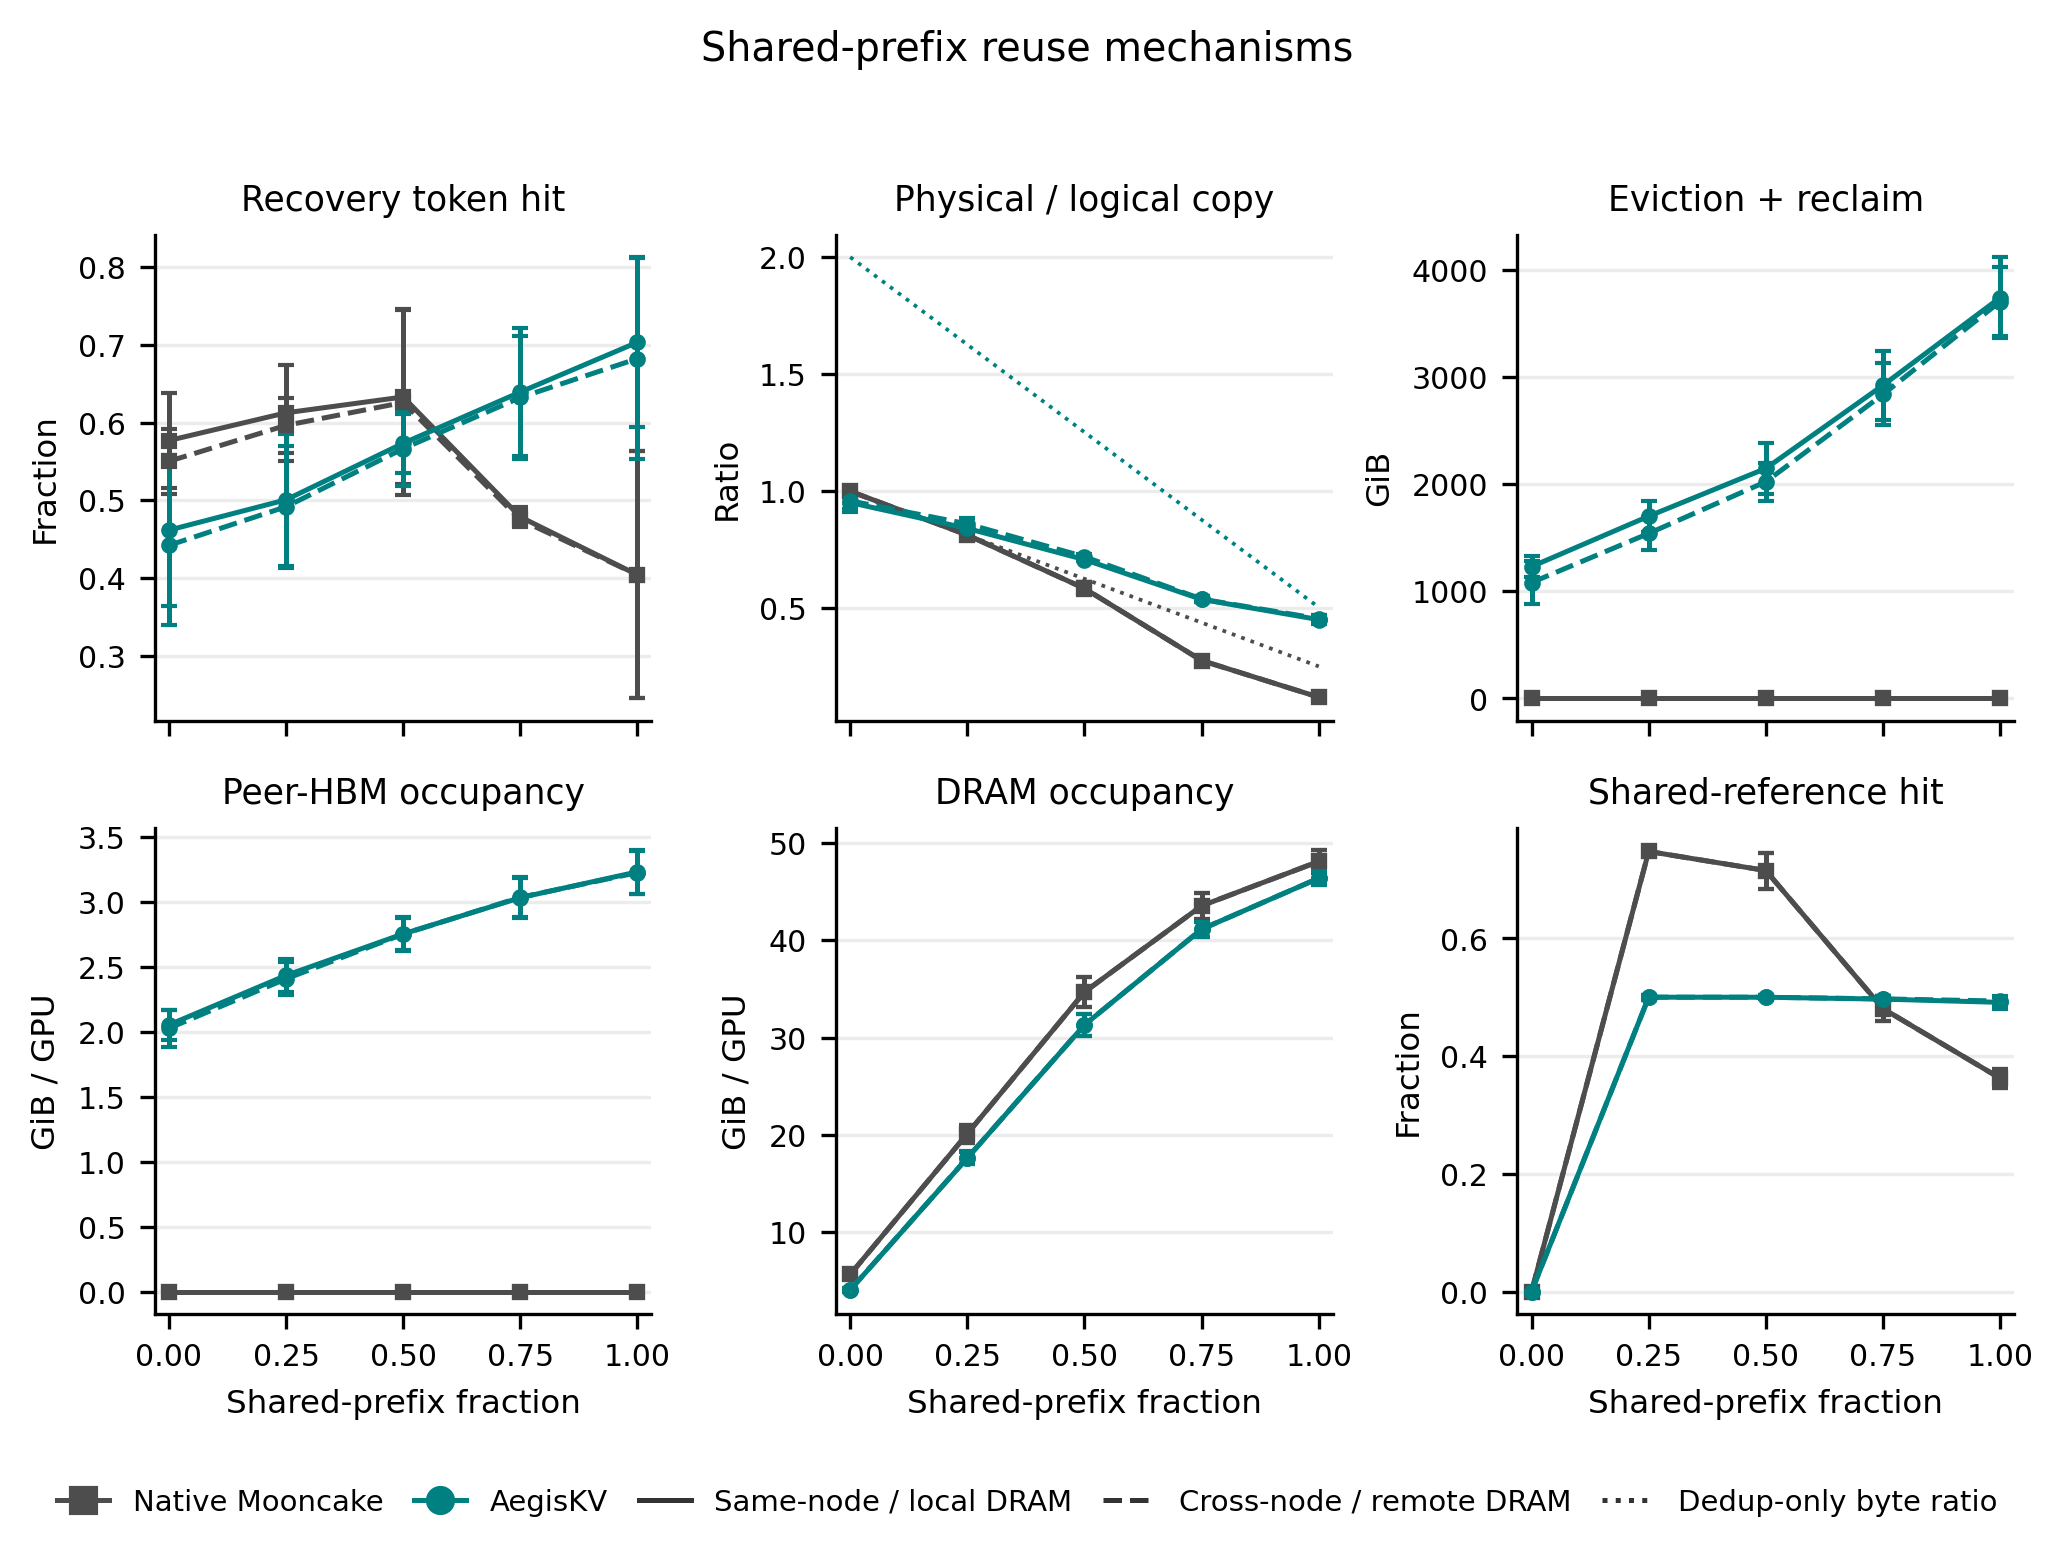 Shared-prefix reuse mechanisms
Recovery token hit
Physical / logical copy
Eviction + reclaim
Fraction
0.8
0.7
0.6
0.5
0.4
0.3
Ratio
2.0
1.5
1.0
0.5
GiB
4000
3000
2000
1000
0
Peer-HBM occupancy
DRAM occupancy
Shared-reference hit
GiB / GPU
3.5
3.0
2.5
2.0
1.5
1.0
0.5
0.0
0.00 0.25 0.50 0.75 1.00
Shared-prefix fraction
GiB / GPU
50
40
30
20
10
0.00 0.25 0.50 0.75 1.00
Shared-prefix fraction
Fraction
0.6
0.4
0.2
0.0
0.00 0.25 0.50 0.75 1.00
Shared-prefix fraction
Native Mooncake AegisKV Same-node / local DRAM Cross-node / remote DRAM Dedup-only byte ratio